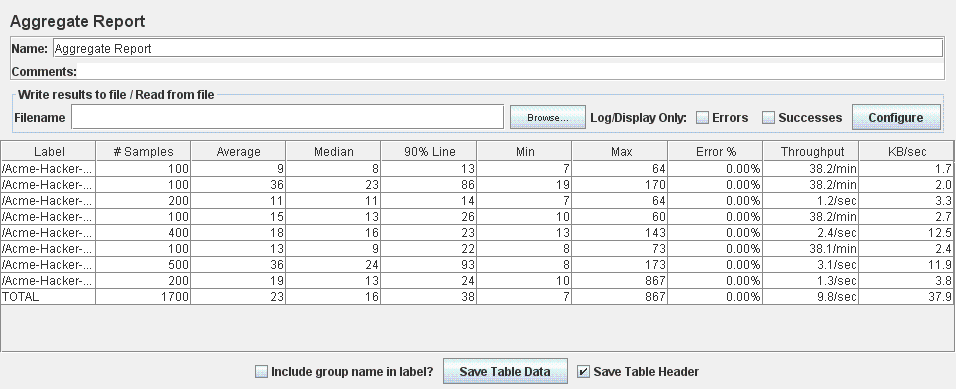 Aggregate Report
Name: Aggregate Report
Comments:
Write results to file / Read from file
Filename Browse... Log/Display Only: Errors Successes Configure
Label # Samples Average Median 90% Line Min Max Error % Throughput KB/sec
/Acme-Hacker-... 100 9 8 13 7 64 0.00% 38.2/min 1.7
/Acme-Hacker-... 100 36 23 86 19 170 0.00% 38.2/min 2.0
/Acme-Hacker-... 200 11 11 14 7 64 0.00% 1.2/sec 3.3
/Acme-Hacker-... 100 15 13 26 10 60 0.00% 38.2/min 2.7
/Acme-Hacker-... 400 18 16 23 13 143 0.00% 2.4/sec 12.5
/Acme-Hacker-... 100 13 9 22 8 73 0.00% 38.1/min 2.4
/Acme-Hacker-... 500 36 24 93 8 173 0.00% 3.1/sec 11.9
/Acme-Hacker-... 200 19 13 24 10 867 0.00% 1.3/sec 3.8
TOTAL 1700 23 16 38 7 867 0.00% 9.8/sec 37.9
Include group name in label? Save Table Data Save Table Header